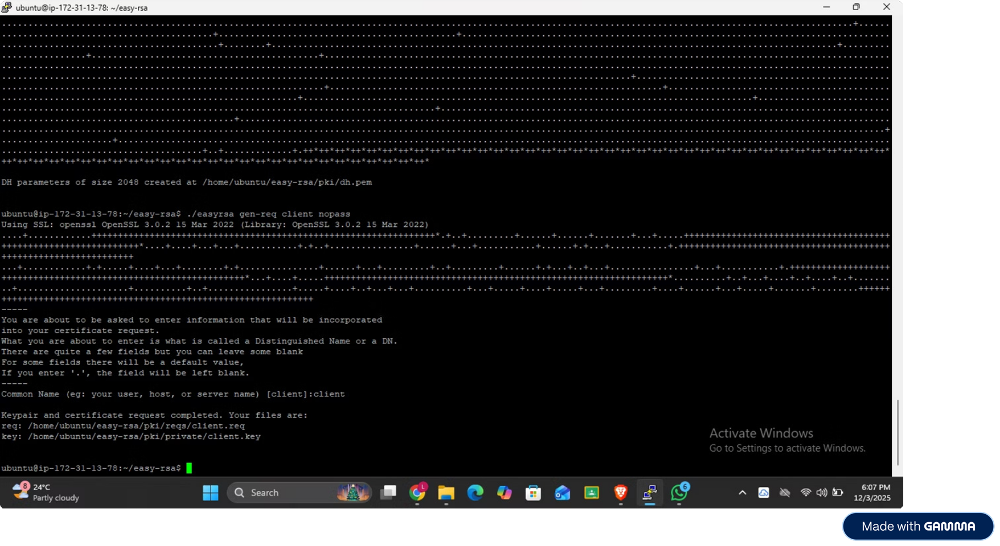 ubuntu@ip-172-31-13-78: ~/easy-rsa
DH parameters of size 2048 created at /home/ubuntu/easy-rsa/pki/dh.pem
ubuntu@ip-172-31-13-78:~/easy-rsa$ ./easyrsa gen-req client nopass
Using SSL: openssl OpenSSL 3.0.2 15 Mar 2022 (Library: OpenSSL 3.0.2 15 Mar 2022)
-----
You are about to be asked to enter information that will be incorporated
into your certificate request.
What you are about to enter is what is called a Distinguished Name or a DN.
There are quite a few fields but you can leave some blank
For some fields there will be a default value,
If you enter '.', the field will be left blank.
-----
Common Name (eg: your user, host, or server name) [client]:client
Keypair and certificate request completed. Your files are:
req: /home/ubuntu/easy-rsa/pki/reqs/client.req
key: /home/ubuntu/easy-rsa/pki/private/client.key
Activate Windows
Go to Settings to activate Windows.
ubuntu@ip-172-31-13-78:~/easy-rsa$
8
24°C
Partly cloudy
Search
L
6
6:07 PM
12/3/2025
Made with GAMMA